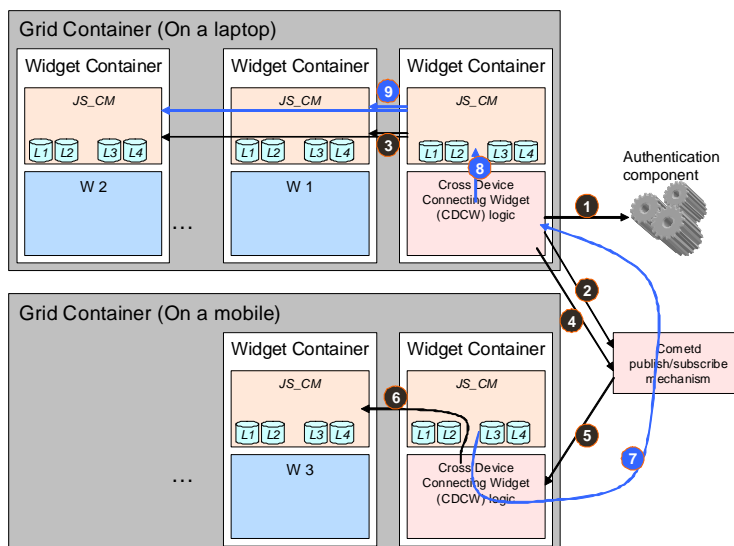 Grid Container (On a laptop)
Widget Container
Widget Container
Widget Container
JS_CM
JS_CM
9
JS_CM
3
L1 L2 L3 L4
L1 L2 L3 L4
L1 L2 L3 L4
8
W 2
...
W 1
Cross Device
Connecting Widget
(CDCW) logic
1
Authentication
component
2
4
Grid Container (On a mobile)
Widget Container
Widget Container
JS_CM
JS_CM
6
L1 L2 L3 L4
L1 L2 L3 L4
Cometd
publish/subscribe
mechanism
5
7
...
W 3
Cross Device
Connecting Widget
(CDCW) logic